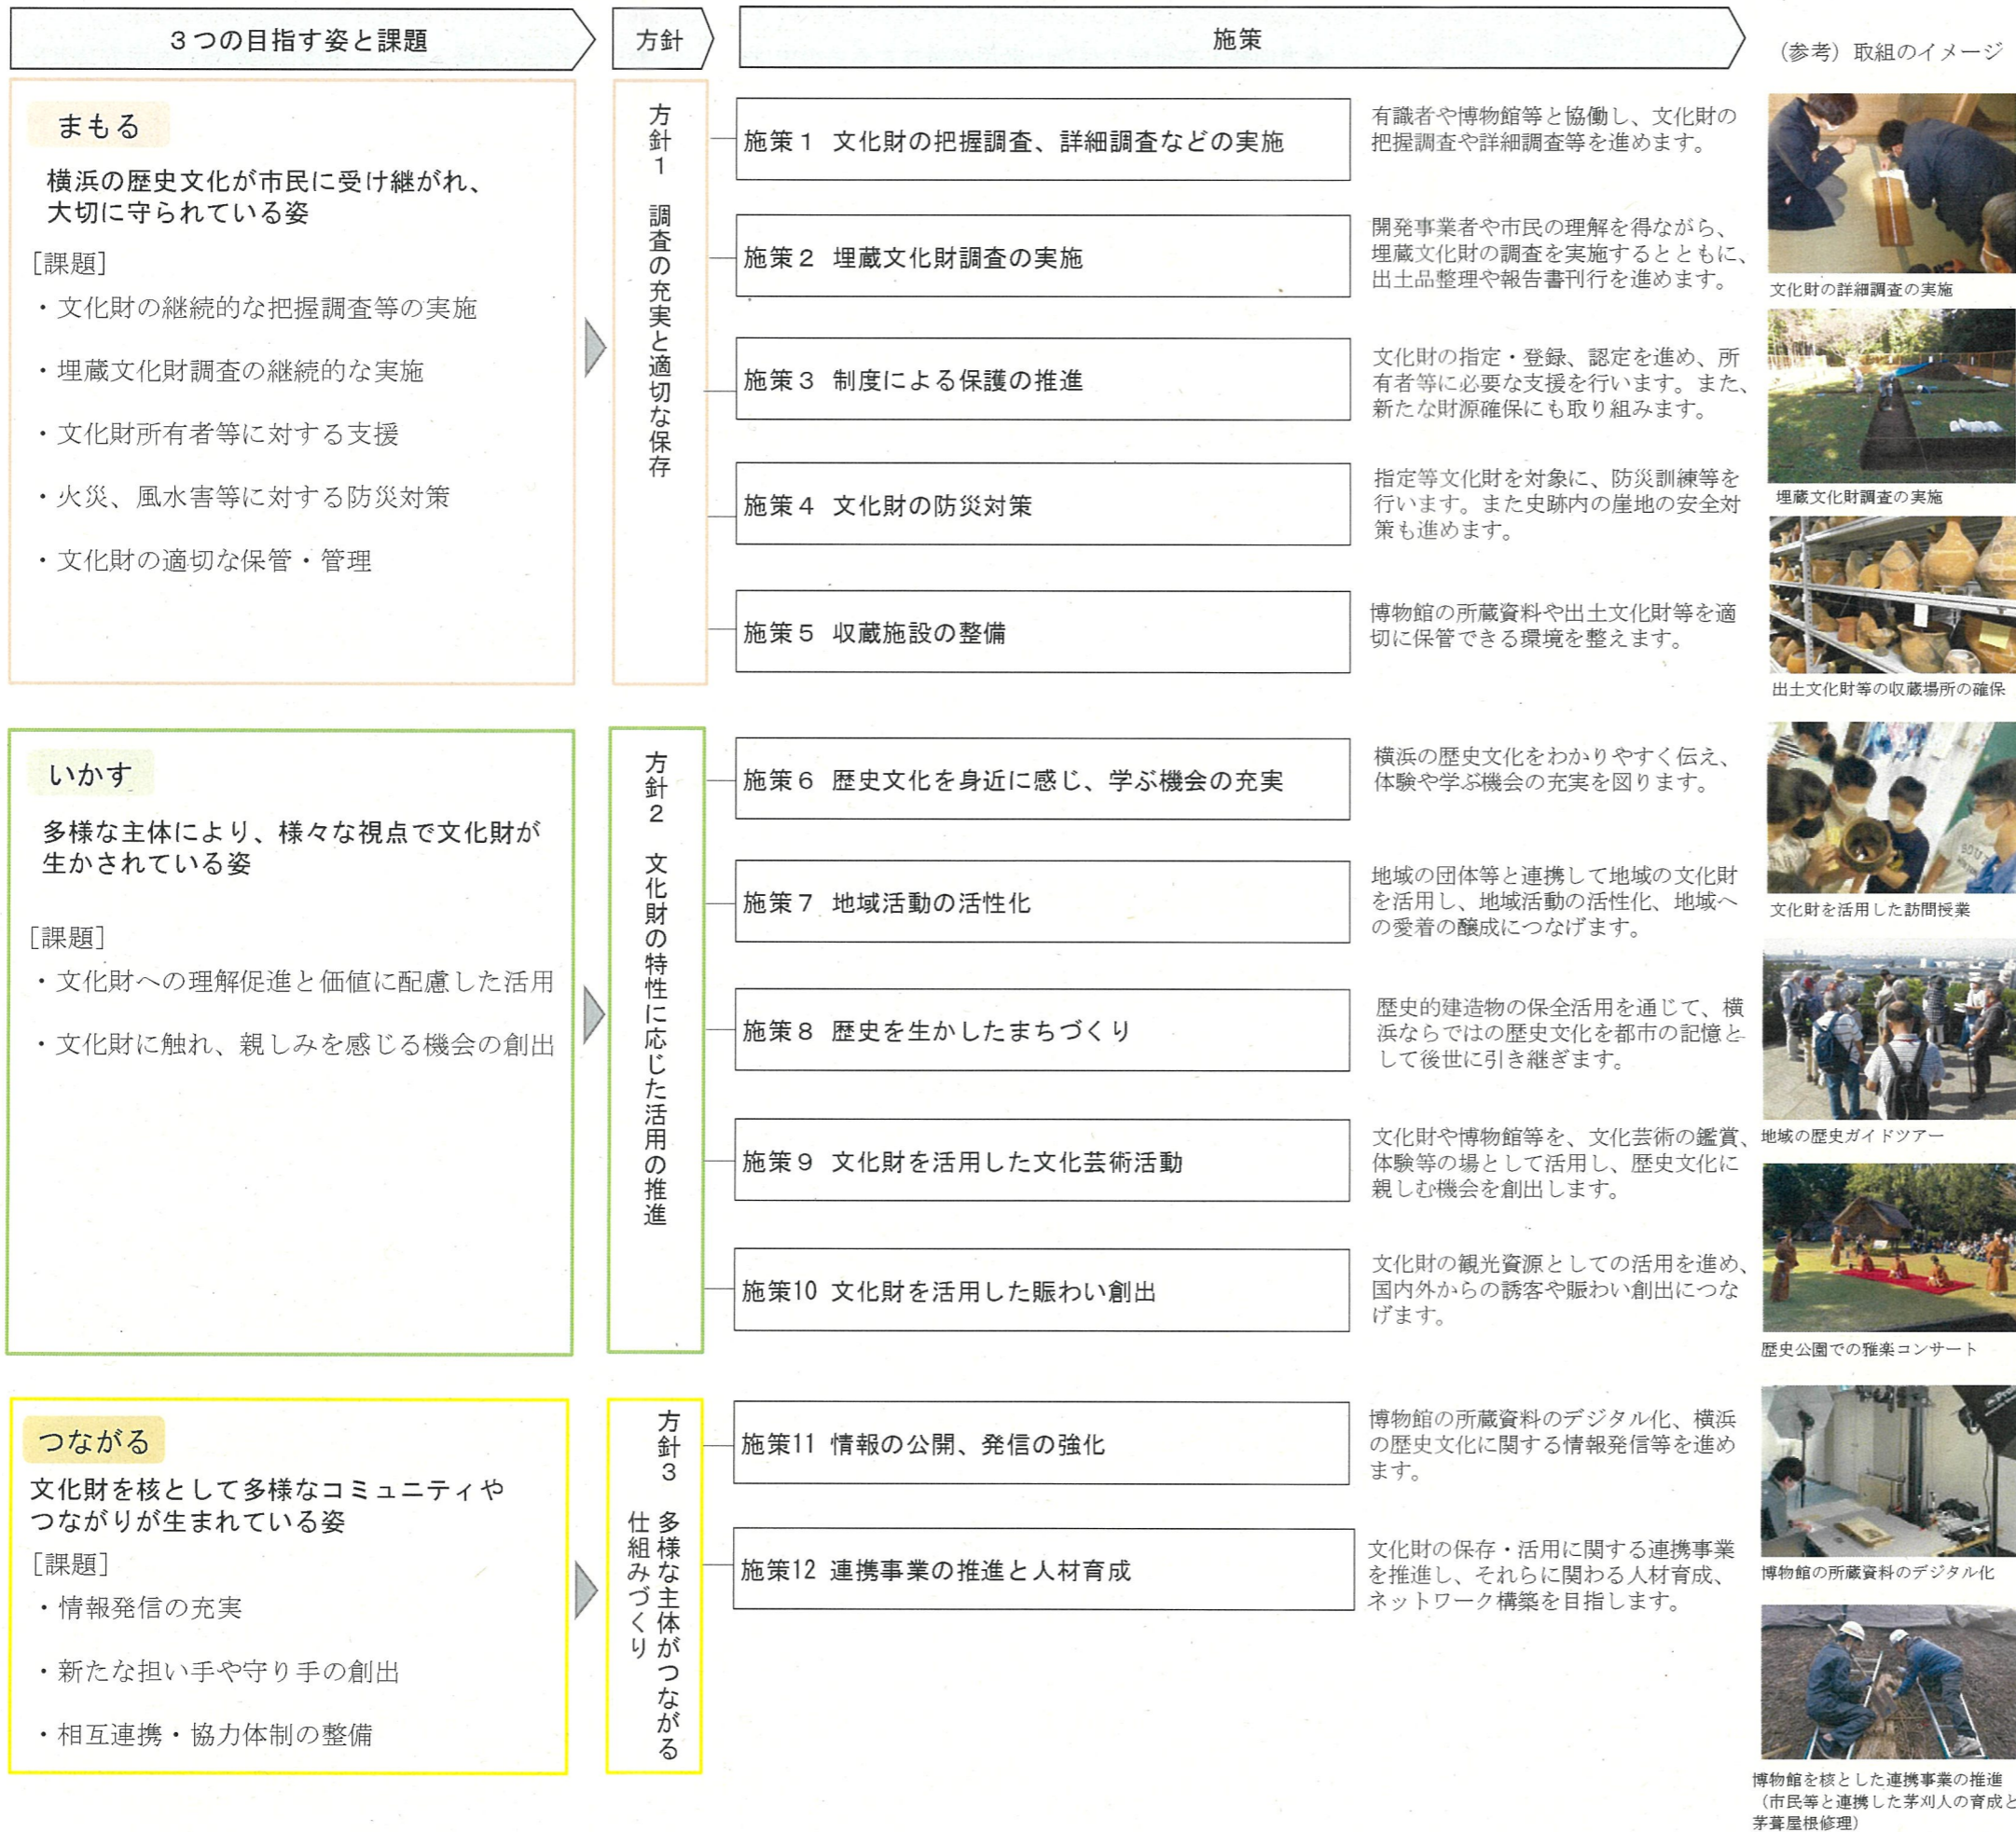 3つの目指す姿と課題
方針
施策
（参考）取組のイメージ
まもる
横浜の歴史文化が市民に受け継がれ、
大切に守られている姿
［課題］
・文化財の継続的な把握調査等の実施
・埋蔵文化財調査の継続的な実施
・文化財所有者等に対する支援
・火災、風水害等に対する防災対策
・文化財の適切な保管・管理
方針1　調査の充実と適切な保存
施策1 文化財の把握調査、詳細調査などの実施
有識者や博物館等と協働し、文化財の
把握調査や詳細調査等を進めます。
施策2 埋蔵文化財調査の実施
開発事業者や市民の理解を得ながら、
埋蔵文化財の調査を実施するとともに、
出土品整理や報告書刊行を進めます。
施策3 制度による保護の推進
文化財の指定・登録、認定を進め、所
有者等に必要な支援を行います。また、
新たな財源確保にも取り組みます。
施策4 文化財の防災対策
指定等文化財を対象に、防災訓練等を
行います。また史跡内の崖地の安全対
策も進めます。
施策5 収蔵施設の整備
博物館の所蔵資料や出土文化財等を適
切に保管できる環境を整えます。
文化財の詳細調査の実施
埋蔵文化財調査の実施
出土文化財等の収蔵場所の確保
いかす
多様な主体により、様々な視点で文化財が
生かされている姿
［課題］
・文化財への理解促進と価値に配慮した活用
・文化財に触れ、親しみを感じる機会の創出
方針2　文化財の特性に応じた活用の推進
施策6 歴史文化を身近に感じ、学ぶ機会の充実
横浜の歴史文化をわかりやすく伝え、
体験や学ぶ機会の充実を図ります。
施策7 地域活動の活性化
地域の団体等と連携して地域の文化財
を活用し、地域活動の活性化、地域へ
の愛着の醸成につなげます。
施策8 歴史を生かしたまちづくり
歴史的建造物の保全活用を通じて、横
浜ならではの歴史文化を都市の記憶と
して後世に引き継ぎます。
施策9 文化財を活用した文化芸術活動
文化財や博物館等を、文化芸術の鑑賞、
体験等の場として活用し、歴史文化に
親しむ機会を創出します。
施策10 文化財を活用した賑わい創出
文化財の観光資源としての活用を進め、
国内外からの誘客や賑わい創出につな
げます。
文化財を活用した訪問授業
地域の歴史ガイドツアー
歴史公園での雅楽コンサート
つながる
文化財を核として多様なコミュニティや
つながりが生まれている姿
［課題］
・情報発信の充実
・新たな担い手や守り手の創出
・相互連携・協力体制の整備
方針3　多様な主体がつながる
仕組みづくり
施策11 情報の公開、発信の強化
博物館の所蔵資料のデジタル化、横浜
の歴史文化に関する情報発信等を進め
ます。
施策12 連携事業の推進と人材育成
文化財の保存・活用に関する連携事業
を推進し、それらに関わる人材育成、
ネットワーク構築を目指します。
博物館の所蔵資料のデジタル化
博物館を核とした連携事業の推進
（市民等と連携した茅刈人の育成と
茅葺屋根修理）